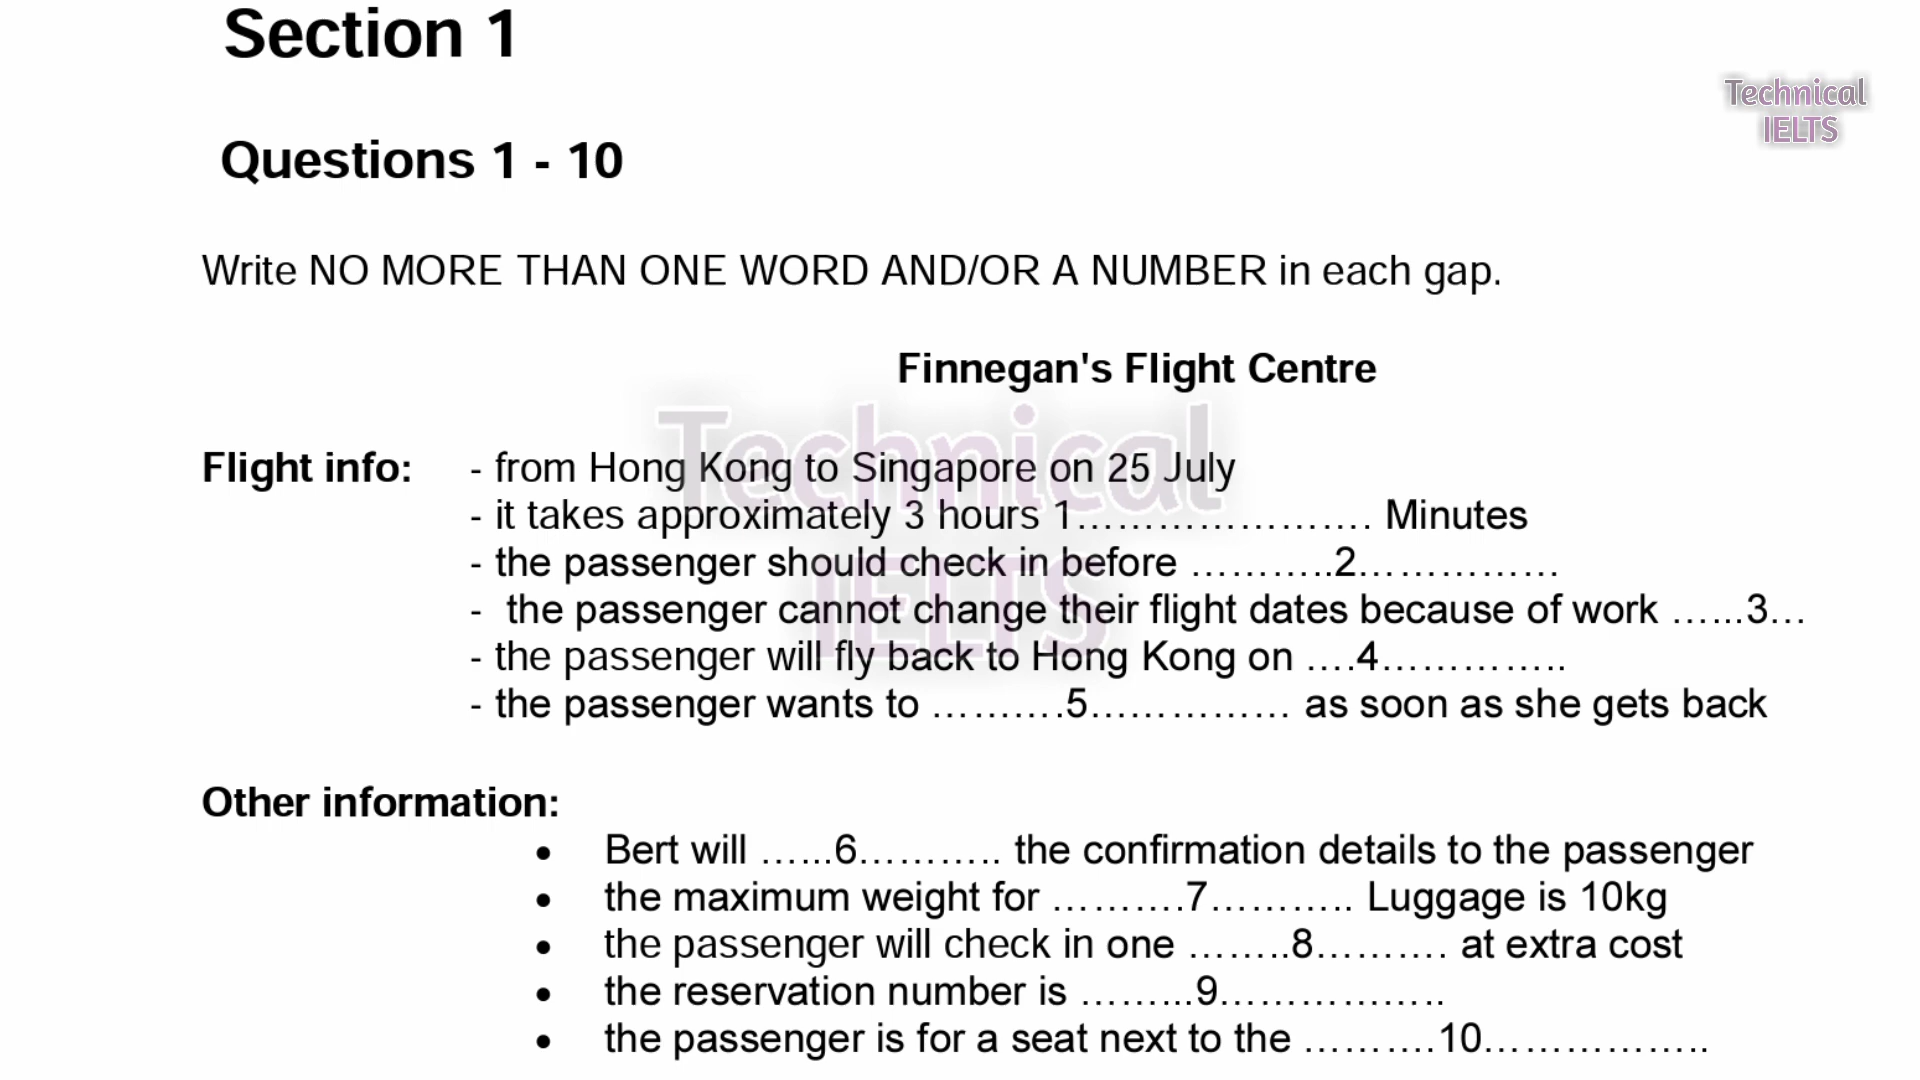 Section 1
Technical
IELTS
Questions 1 - 10
Write NO MORE THAN ONE WORD AND/OR A NUMBER in each gap.
Finnegan's Flight Centre
Technical
IELTS
Flight info: - from Hong Kong to Singapore on 25 July
- it takes approximately 3 hours 1…………………. Minutes
- the passenger should check in before ………..2……………
- the passenger cannot change their flight dates because of work …...3…
- the passenger will fly back to Hong Kong on ….4…………..
- the passenger wants to ……….5…………… as soon as she gets back
Other information:
• Bert will …...6……….. the confirmation details to the passenger
• the maximum weight for ……….7……….. Luggage is 10kg
• the passenger will check in one ……..8………. at extra cost
• the reservation number is ……...9……………..
• the passenger is for a seat next to the ……….10……………..